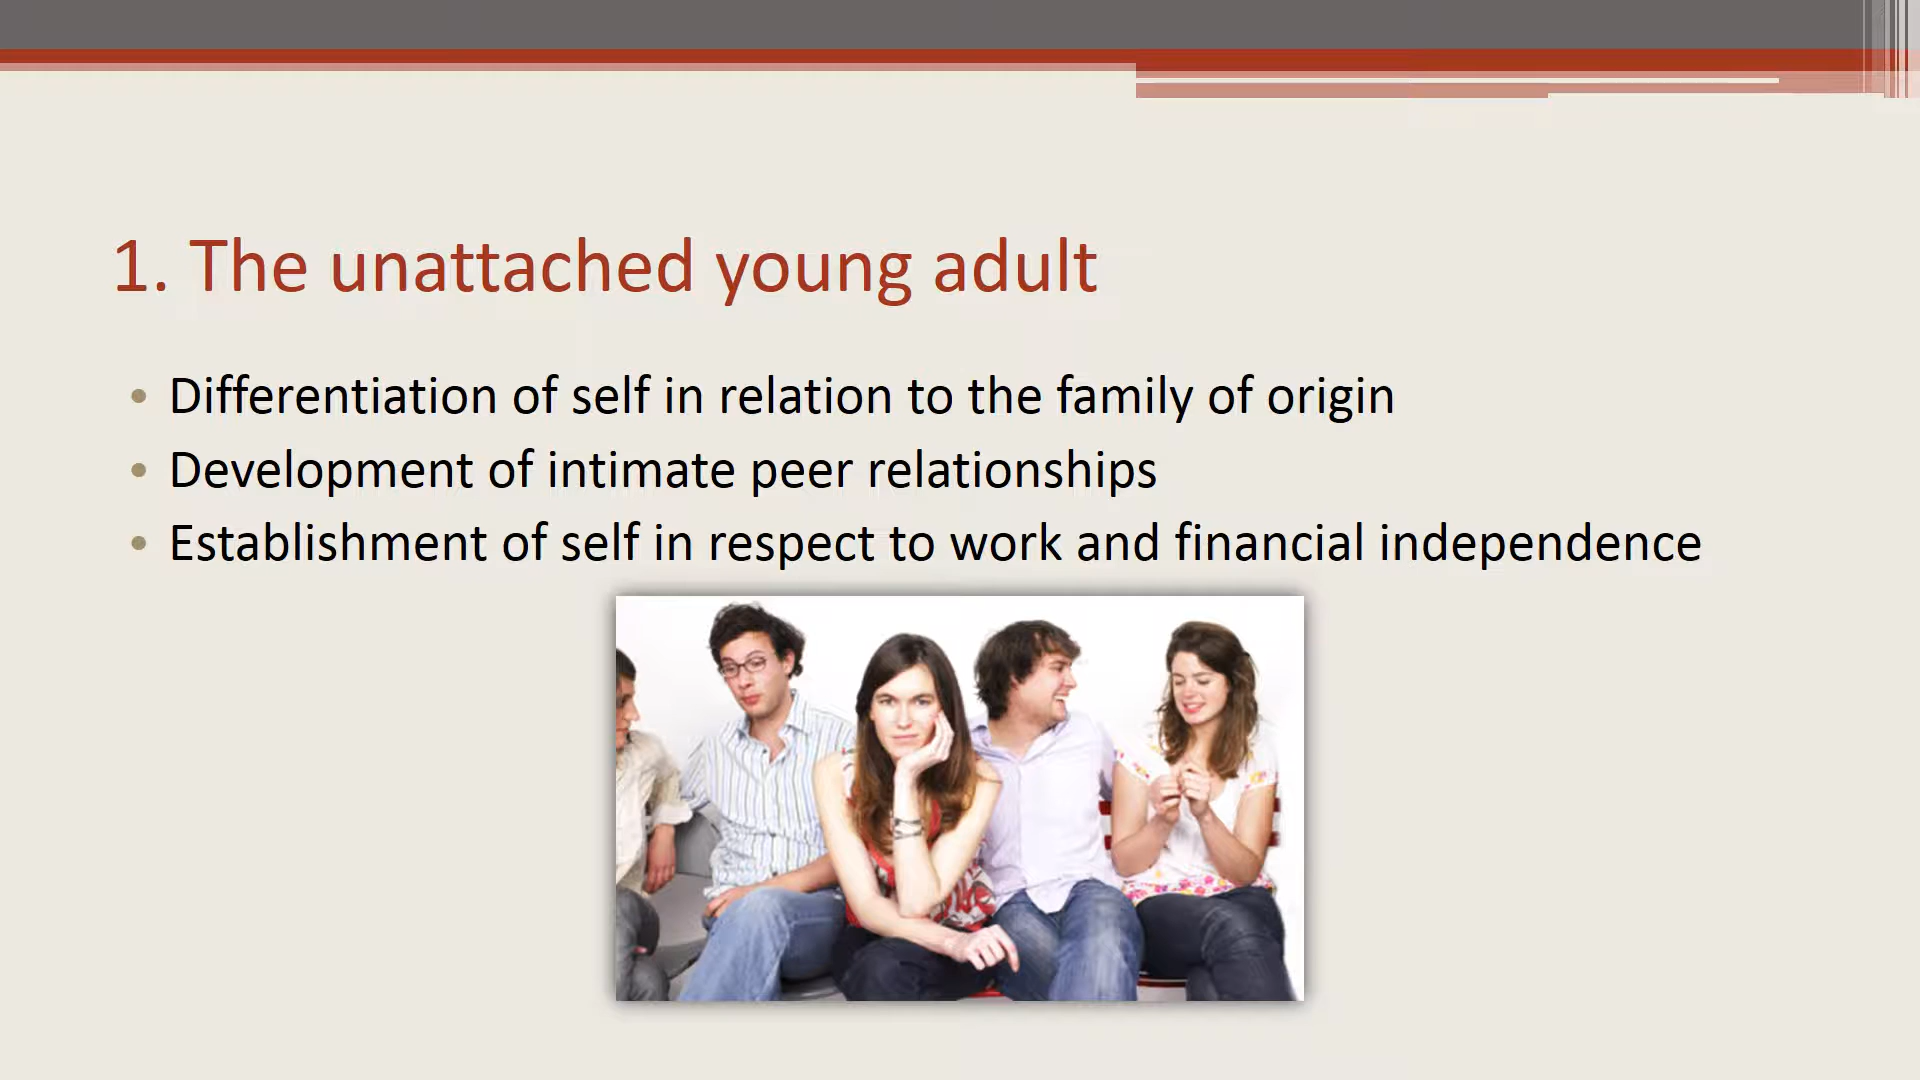 1. The unattached young adult
• Differentiation of self in relation to the family of origin
• Development of intimate peer relationships
• Establishment of self in respect to work and financial independence